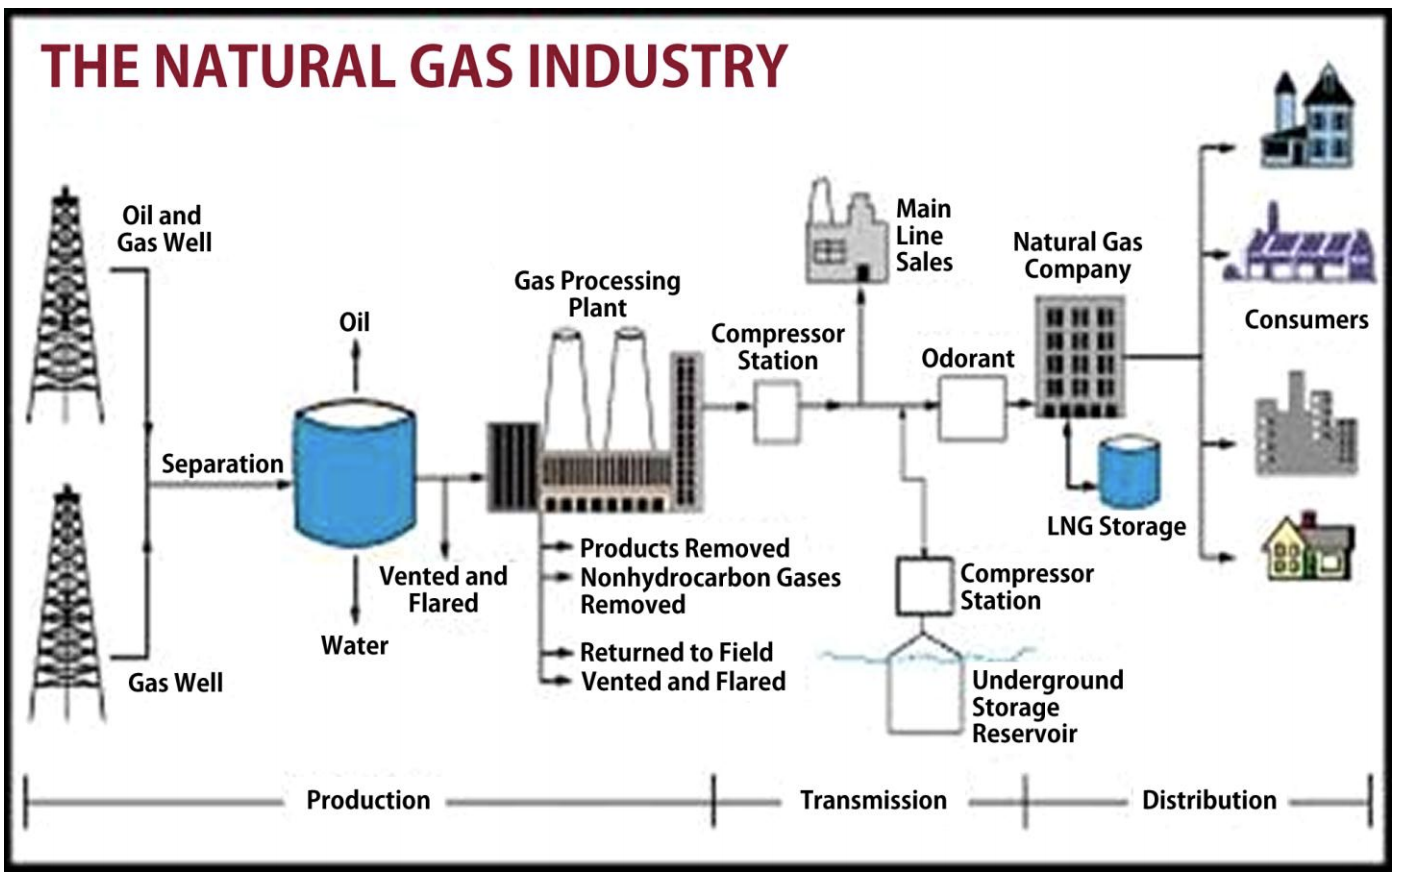 THE NATURAL GAS INDUSTRY
Oil and
Gas Well
Oil
Separation
Water
Gas Well
Vented and
Flared
Gas Processing
Plant
Products Removed
Nonhydrocarbon Gases
Removed
Returned to Field
Vented and Flared
Compressor
Station
Main
Line
Sales
Odorant
Natural Gas
Company
LNG Storage
Compressor
Station
Underground
Storage
Reservoir
Consumers
Production
Transmission
Distribution